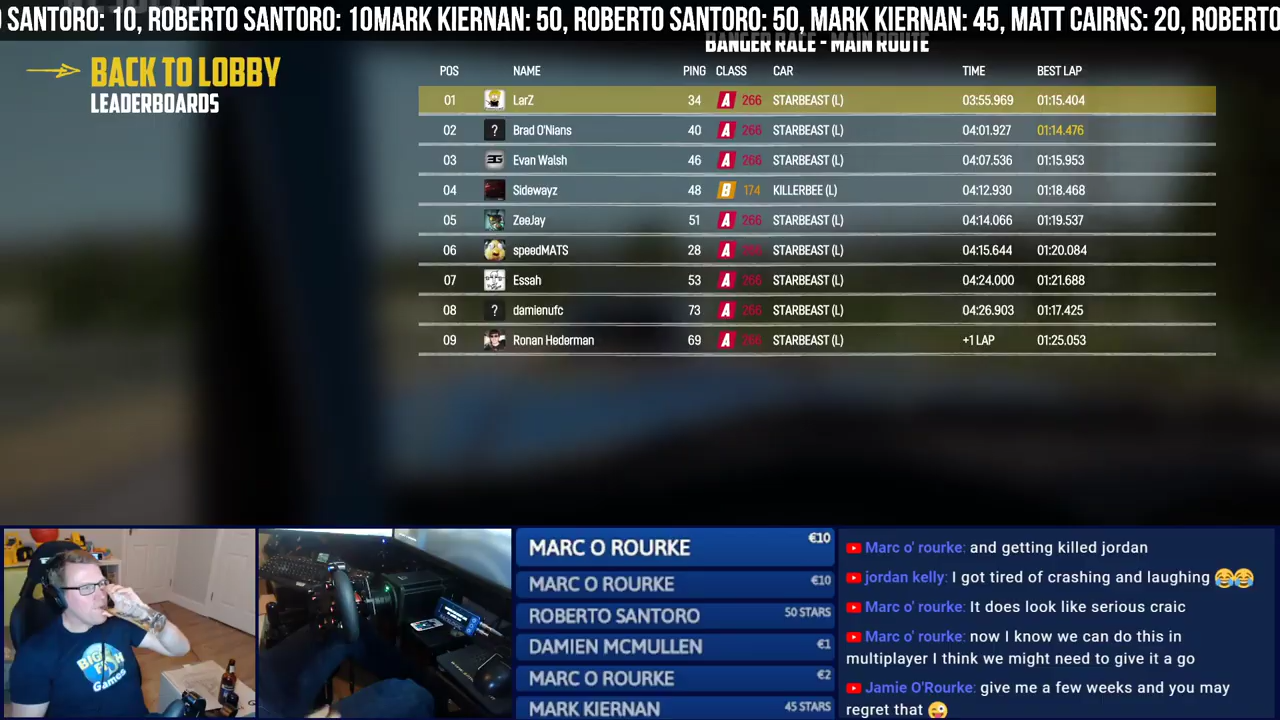 SANTORO: 10, ROBERTO SANTORO: 10MARK KIERNAN: 50, ROBERTO SANTORO: 50, MARK KIERNAN: 45, MATT CAIRNS: 20, ROBERTO
BANGER RACE - MAIN ROUTE
BACK TO LOBBY
LEADERBOARDS
POS NAME PING CLASS CAR TIME BEST LAP
01 LarZ 34 A 266 STARBEAST (L) 03:55.969 01:15.404
02 ? Brad O'Nians 40 A 266 STARBEAST (L) 04:01.927 01:14.476
03 Evan Walsh 46 A 266 STARBEAST (L) 04:07.536 01:15.953
04 Sidewayz 48 B 174 KILLERBEE (L) 04:12.930 01:18.468
05 ZeeJay 51 A 266 STARBEAST (L) 04:14.066 01:19.537
06 speedMATS 28 A 266 STARBEAST (L) 04:15.644 01:20.084
07 Essah 53 A 266 STARBEAST (L) 04:24.000 01:21.688
08 ? damienufc 73 A 266 STARBEAST (L) 04:26.903 01:17.425
09 Ronan Hederman 69 A 266 STARBEAST (L) +1 LAP 01:25.053
BIG FISH
Games
MARC O ROURKE €10
MARC O ROURKE €10
ROBERTO SANTORO 50 STARS
DAMIEN MCMULLEN €1
MARC O ROURKE €2
MARK KIERNAN 45 STARS
Marc o' rourke: and getting killed jordan
jordan kelly: I got tired of crashing and laughing 😂😂
Marc o' rourke: It does look like serious craic
Marc o' rourke: now I know we can do this in
multiplayer I think we might need to give it a go
Jamie O'Rourke: give me a few weeks and you may
regret that 😜